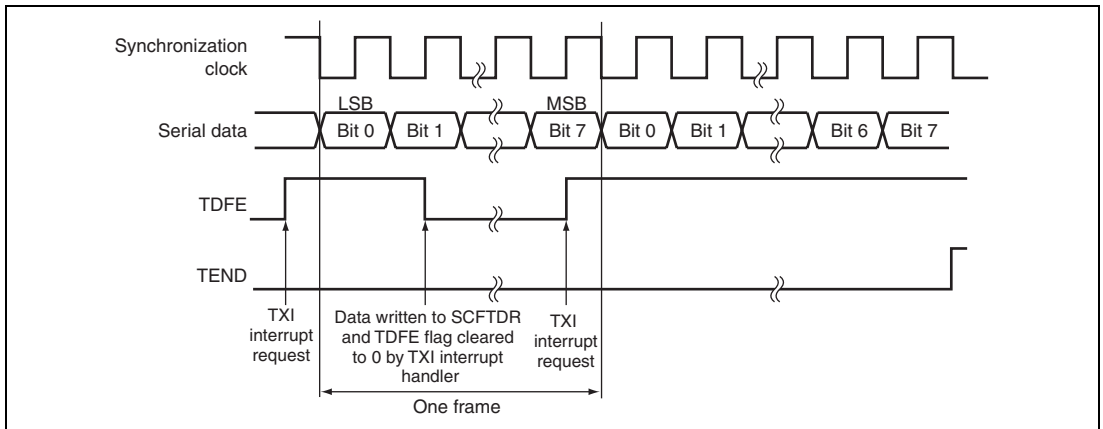 Synchronization
clock
LSB
MSB
Serial data
Bit 0
Bit 1
Bit 7
Bit 0
Bit 1
Bit 6
Bit 7
TDFE
TEND
TXI
interrupt
request
Data written to SCFTDR
and TDFE flag cleared
to 0 by TXI interrupt
handler
TXI
interrupt
request
One frame